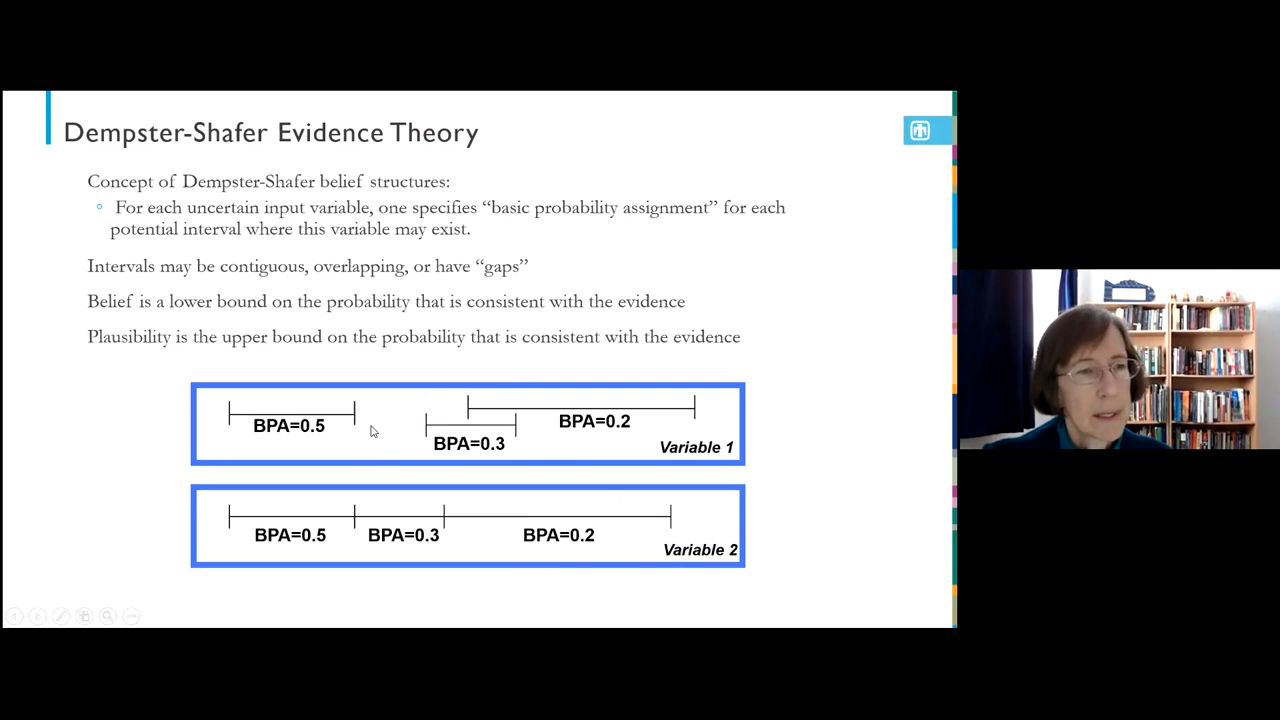 Dempster-Shafer Evidence Theory
Concept of Dempster-Shafer belief structures:
For each uncertain input variable, one specifies “basic probability assignment” for each
potential interval where this variable may exist.
Intervals may be contiguous, overlapping, or have “gaps”
Belief is a lower bound on the probability that is consistent with the evidence
Plausibility is the upper bound on the probability that is consistent with the evidence
BPA=0.5
BPA=0.3
BPA=0.2
Variable 1
BPA=0.5
BPA=0.3
BPA=0.2
Variable 2